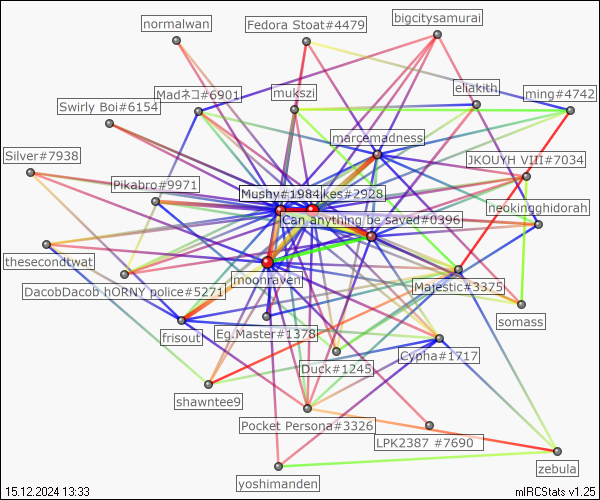 normalwan
Fedora Stoat#4479
bigcitysamurai
Madネコ#6901
mukszi
eliakith
ming#4742
Swirly Boi#6154
marcemadness
Silver#7938
JKOUYH VIII#7034
Pikabro#9971
Mushy#1984
kes#2928
neokingghidorah
Can anything be saved#0396
thesecondtwat
moonraven
DacobDacob hORNY police#5271
Majestic#3375
somass
frisout
Eg.Master#1378
Cypha#1717
Duck#1245
shawntee9
Pocket Persona#3326
LPK2387 #7690
zebula
yoshimanden
15.12.2024 13:33
mIRCStats v1.25